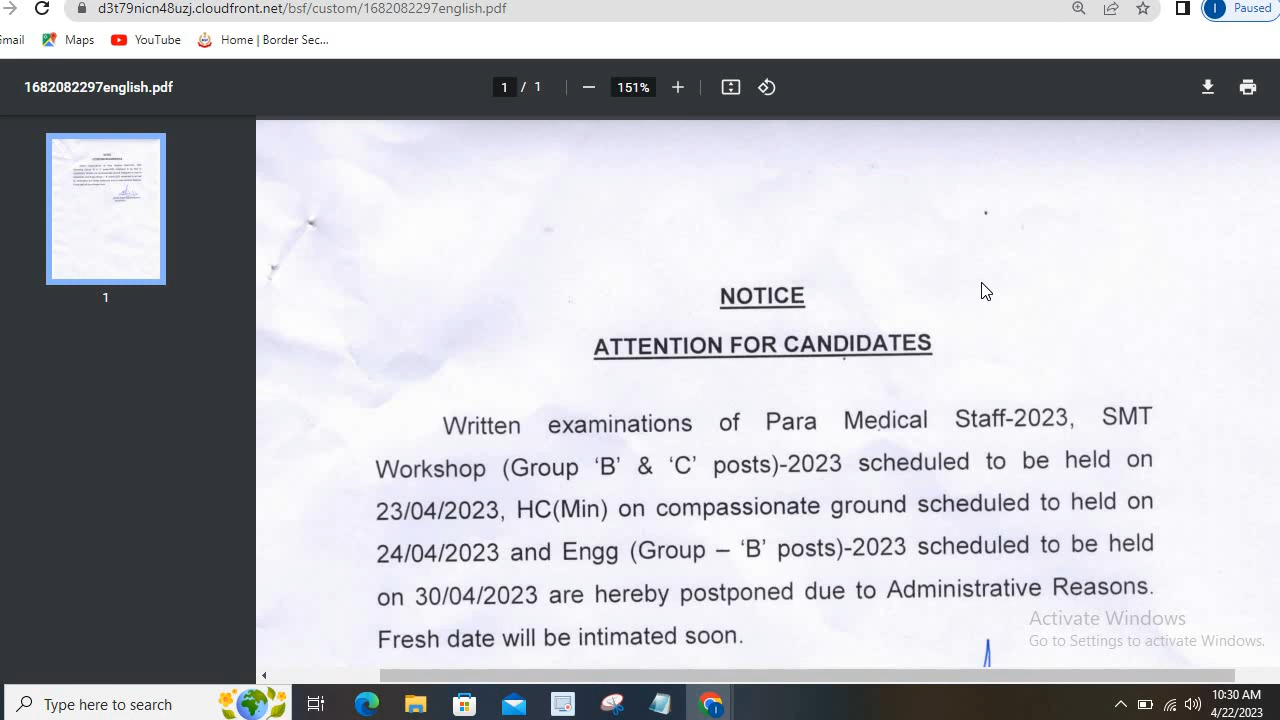 d3t79nicn48uzj.cloudfront.net/bsf/custom/1682082297english.pdf
Paused
Maps
YouTube
Home | Border Sec...
1682082297english.pdf
1 / 1
151%
1
NOTICE
ATTENTION FOR CANDIDATES
Written examinations of Para Medical Staff-2023, SMT
Workshop (Group ‘B’ & ‘C’ posts)-2023 scheduled to be held on
23/04/2023, HC(Min) on compassionate ground scheduled to held on
24/04/2023 and Engg (Group – ‘B’ posts)-2023 scheduled to be held
on 30/04/2023 are hereby postponed due to Administrative Reasons.
Fresh date will be intimated soon.
Activate Windows
Go to Settings to activate Windows.
Type here to search
10:30 AM
4/22/2023